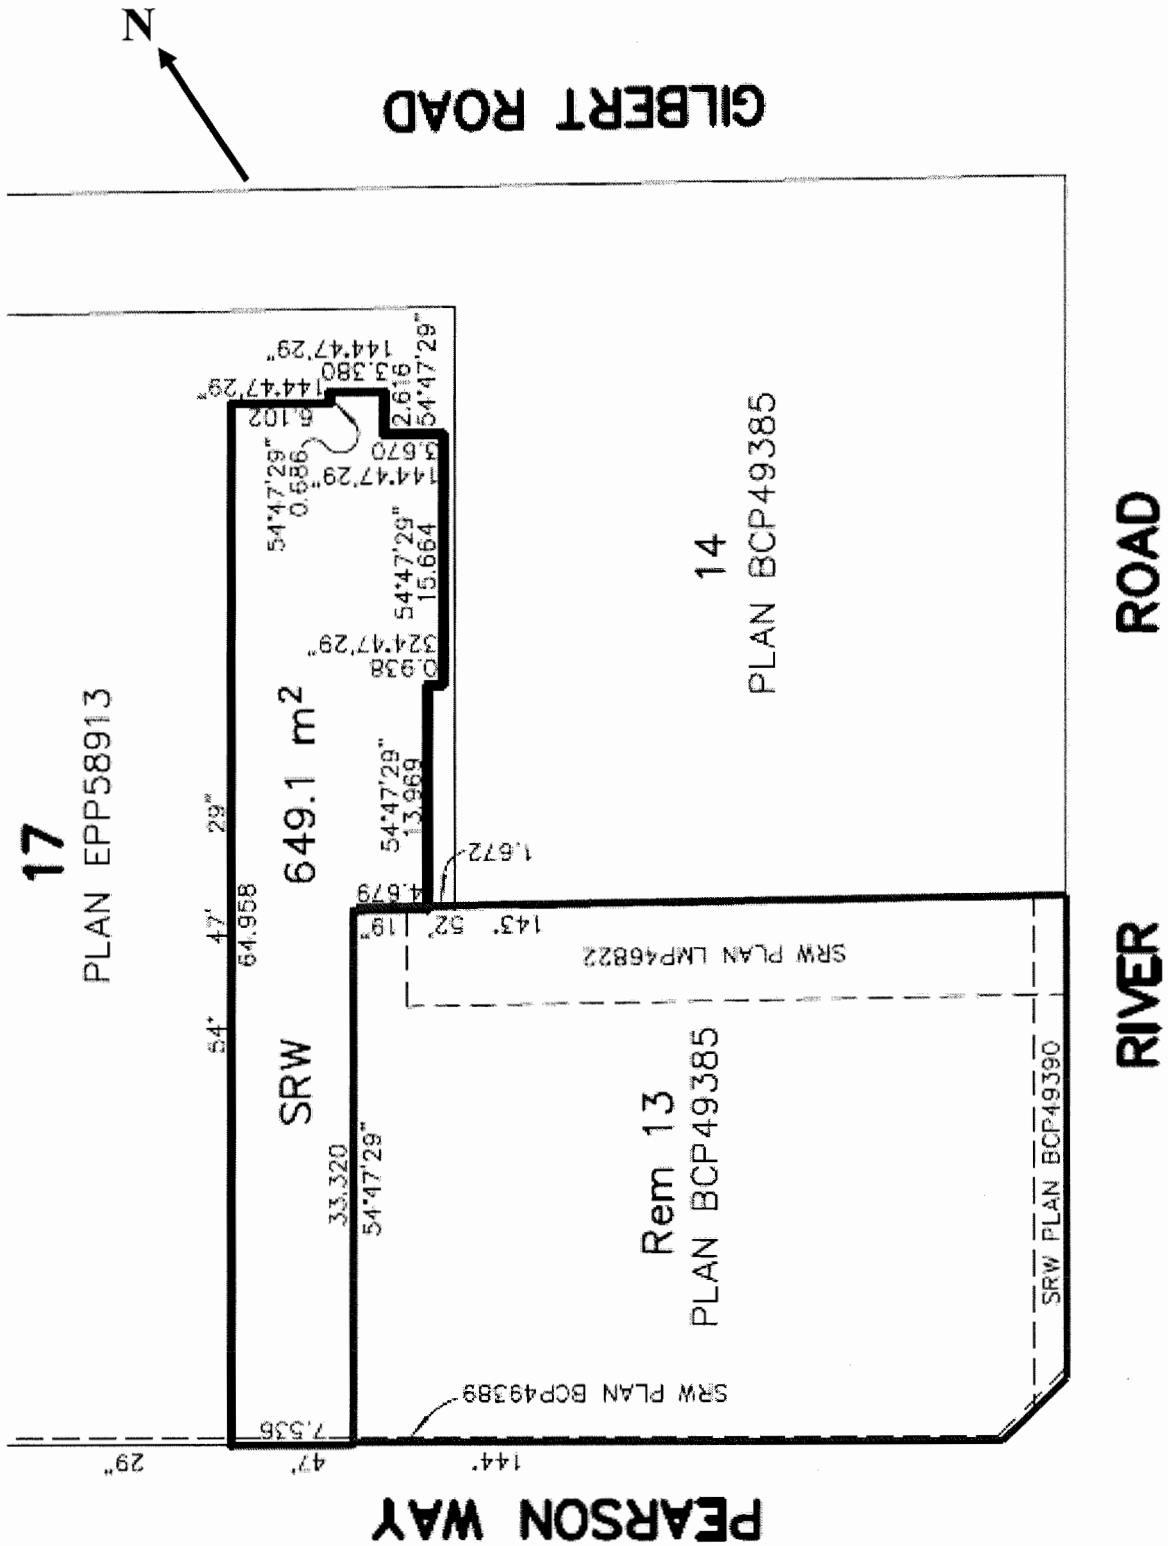 N
GILBERT ROAD
17
PLAN EPP58913
54° 47' 29"
64.958
SRW 649.1 m²
144°47'29"
6.102
54°47'29"
0.686
144°47'29"
3.380
2.616
54°47'29"
3.670
144°47'29"
54°47'29"
15.664
324°47'29"
0.938
54°47'29"
13.969
1.672
4.679
143° 52' 19"
33.320
54°47'29"
7.536
144° 47' 29"
14
PLAN BCP49385
SRW PLAN LMP46822
Rem 13
PLAN BCP49385
SRW PLAN BCP49390
SRW PLAN BCP49389
RIVER ROAD
PEARSON WAY